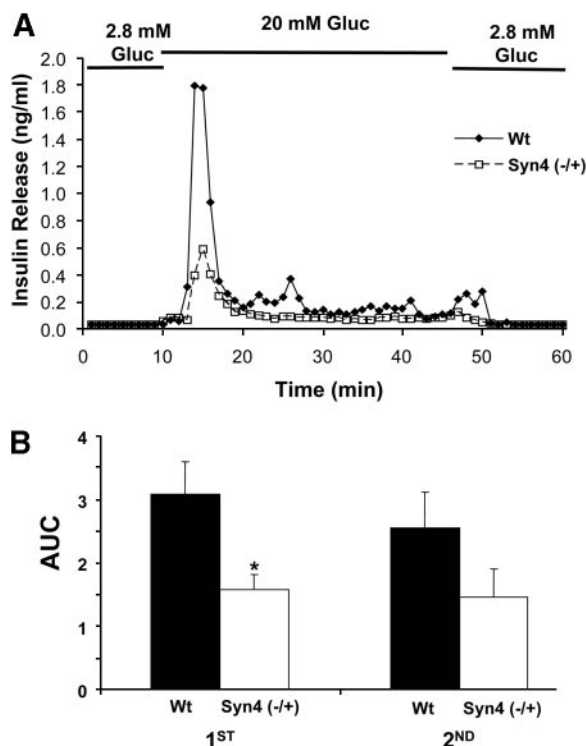 A
2.8 mM Gluc
20 mM Gluc
2.8 mM Gluc
Insulin Release (ng/ml)
2.0
1.8
1.6
1.4
1.2
1.0
0.8
0.6
0.4
0.2
0.0
Wt
Syn4 (-/+)
0 10 20 30 40 50 60
Time (min)
B
AUC
4
3
2
1
0
*
Wt Syn4 (-/+) Wt Syn4 (-/+)
1ST 2ND